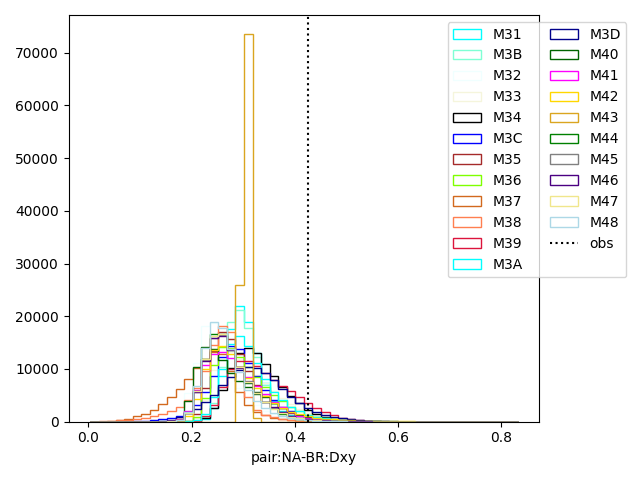 70000
60000
50000
40000
30000
20000
10000
0
0.0
0.2
0.4
0.6
0.8
pair:NA-BR:Dxy
M31
M3B
M32
M33
M34
M3C
M35
M36
M37
M38
M39
M3A
M3D
M40
M41
M42
M43
M44
M45
M46
M47
M48
obs